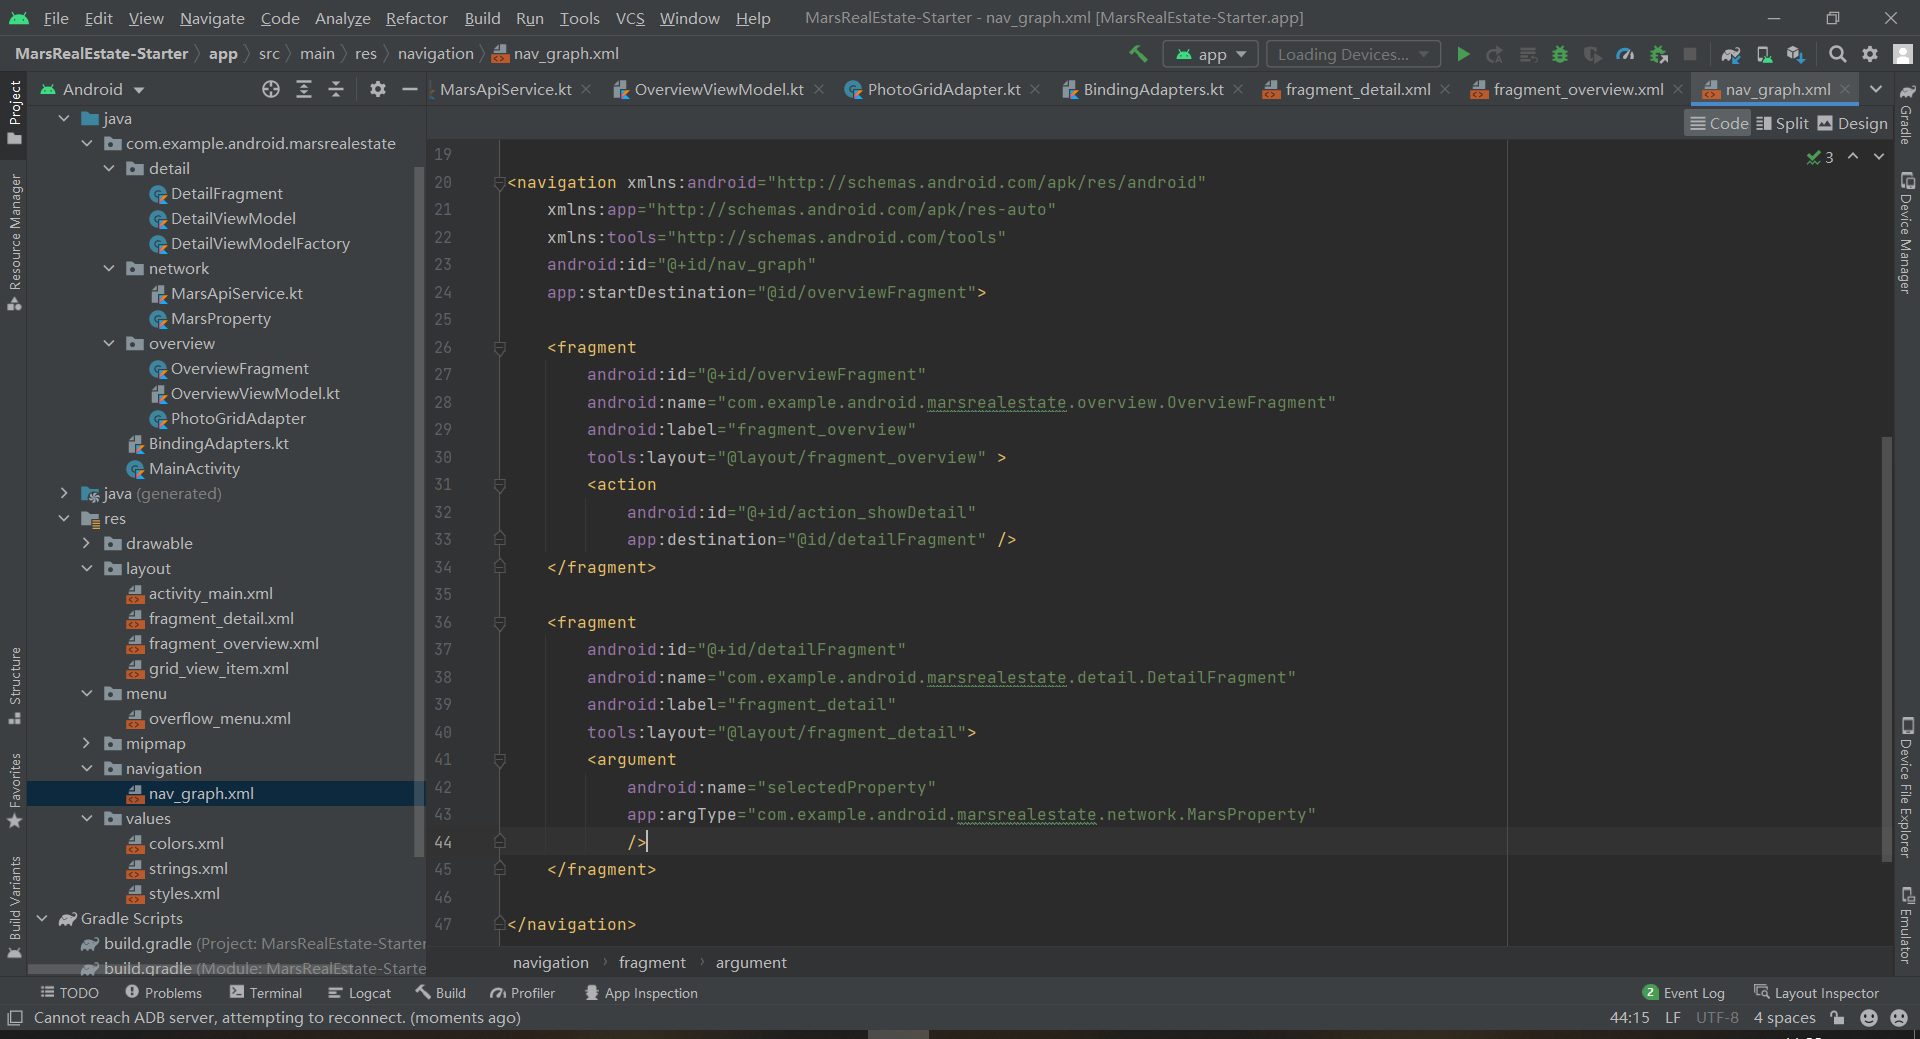 File Edit View Navigate Code Analyze Refactor Build Run Tools VCS Window Help MarsRealEstate-Starter - nav_graph.xml [MarsRealEstate-Starter.app]
MarsRealEstate-Starter app src main res navigation nav_graph.xml app Loading Devices...
Android MarsApiService.kt OverviewViewModel.kt PhotoGridAdapter.kt BindingAdapters.kt fragment_detail.xml fragment_overview.xml nav_graph.xml
Code Split Design
3
Project
Resource Manager
Structure
Favorites
Build Variants
java
com.example.android.marsrealestate
detail
DetailFragment
DetailViewModel
DetailViewModelFactory
network
MarsApiService.kt
MarsProperty
overview
OverviewFragment
OverviewViewModel.kt
PhotoGridAdapter
BindingAdapters.kt
MainActivity
java (generated)
res
drawable
layout
activity_main.xml
fragment_detail.xml
fragment_overview.xml
grid_view_item.xml
menu
overflow_menu.xml
mipmap
navigation
nav_graph.xml
values
colors.xml
strings.xml
styles.xml
Gradle Scripts
build.gradle (Project: MarsRealEstate-Starter
build.gradle (Module: MarsRealEstate-Starte
19
20 <navigation xmlns:android="http://schemas.android.com/apk/res/android"
21 xmlns:app="http://schemas.android.com/apk/res-auto"
22 xmlns:tools="http://schemas.android.com/tools"
23 android:id="@+id/nav_graph"
24 app:startDestination="@id/overviewFragment">
25
26 <fragment
27 android:id="@+id/overviewFragment"
28 android:name="com.example.android.marsrealestate.overview.OverviewFragment"
29 android:label="fragment_overview"
30 tools:layout="@layout/fragment_overview" >
31 <action
32 android:id="@+id/action_showDetail"
33 app:destination="@id/detailFragment" />
34 </fragment>
35
36 <fragment
37 android:id="@+id/detailFragment"
38 android:name="com.example.android.marsrealestate.detail.DetailFragment"
39 android:label="fragment_detail"
40 tools:layout="@layout/fragment_detail">
41 <argument
42 android:name="selectedProperty"
43 app:argType="com.example.android.marsrealestate.network.MarsProperty"
44 />
45 </fragment>
46
47 </navigation>
navigation fragment argument
Gradle
Device Manager
Device File Explorer
Emulator
TODO Problems Terminal Logcat Build Profiler App Inspection 2 Event Log Layout Inspector
Cannot reach ADB server, attempting to reconnect. (moments ago) 44:15 LF UTF-8 4 spaces